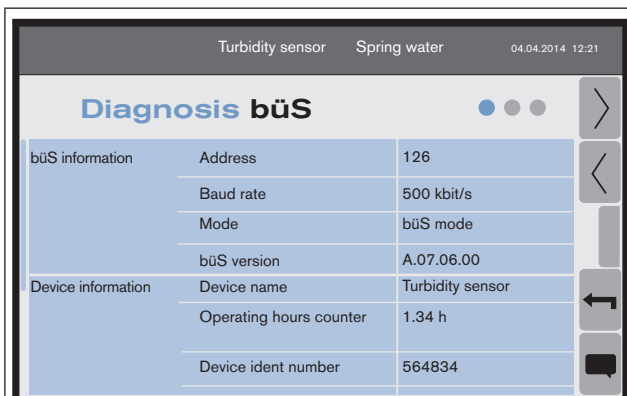 Turbidity sensor Spring water 04.04.2014 12:21
Diagnosis büS
büS information Address 126
Baud rate 500 kbit/s
Mode büS mode
büS version A.07.06.00
Device information Device name Turbidity sensor
Operating hours counter 1.34 h
Device ident number 564834